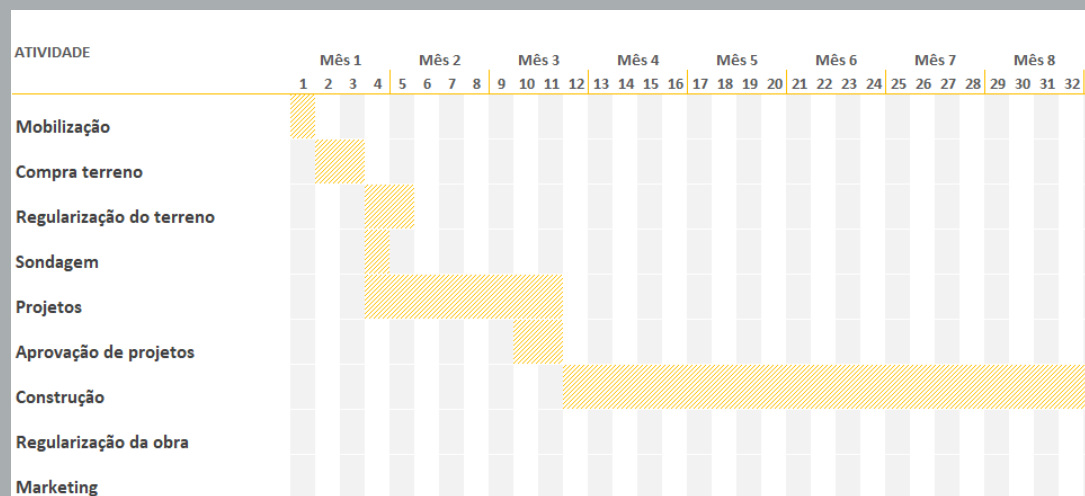 ATIVIDADE
Mês 1 Mês 2 Mês 3 Mês 4 Mês 5 Mês 6 Mês 7 Mês 8
1 2 3 4 5 6 7 8 9 10 11 12 13 14 15 16 17 18 19 20 21 22 23 24 25 26 27 28 29 30 31 32
Mobilização
Compra terreno
Regularização do terreno
Sondagem
Projetos
Aprovação de projetos
Construção
Regularização da obra
Marketing